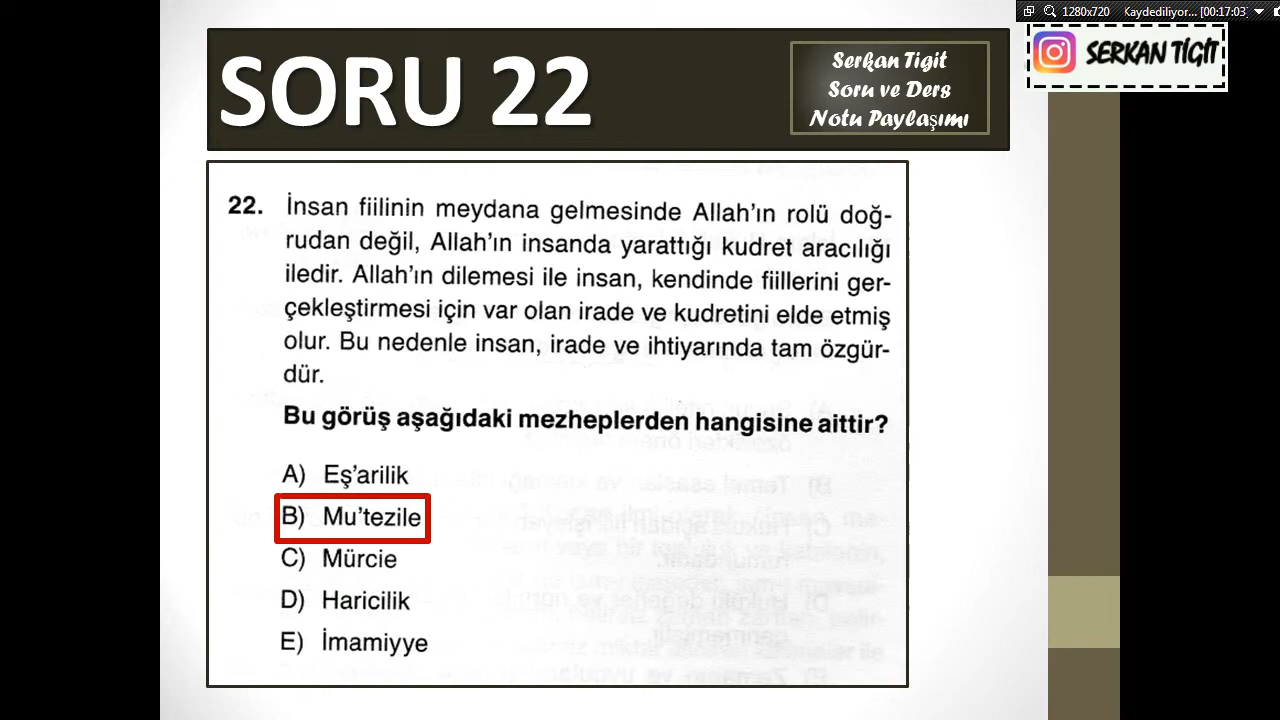 1280x720 Kaydediliyor... [00:17:03]
SERKAN TİGİT
SORU 22
Serkan Tigit
Soru ve Ders
Notu Paylaşımı
22. İnsan fiilinin meydana gelmesinde Allah'ın rolü doğ-
rudan değil, Allah'ın insanda yarattığı kudret aracılığı
iledir. Allah'ın dilemesi ile insan, kendinde fiillerini ger-
çekleştirmesi için var olan irade ve kudretini elde etmiş
olur. Bu nedenle insan, irade ve ihtiyarında tam özgür-
dür.
Bu görüş aşağıdaki mezheplerden hangisine aittir?
A) Eş'arilik
B) Mu'tezile
C) Mürcie
D) Haricilik
E) İmamiyye